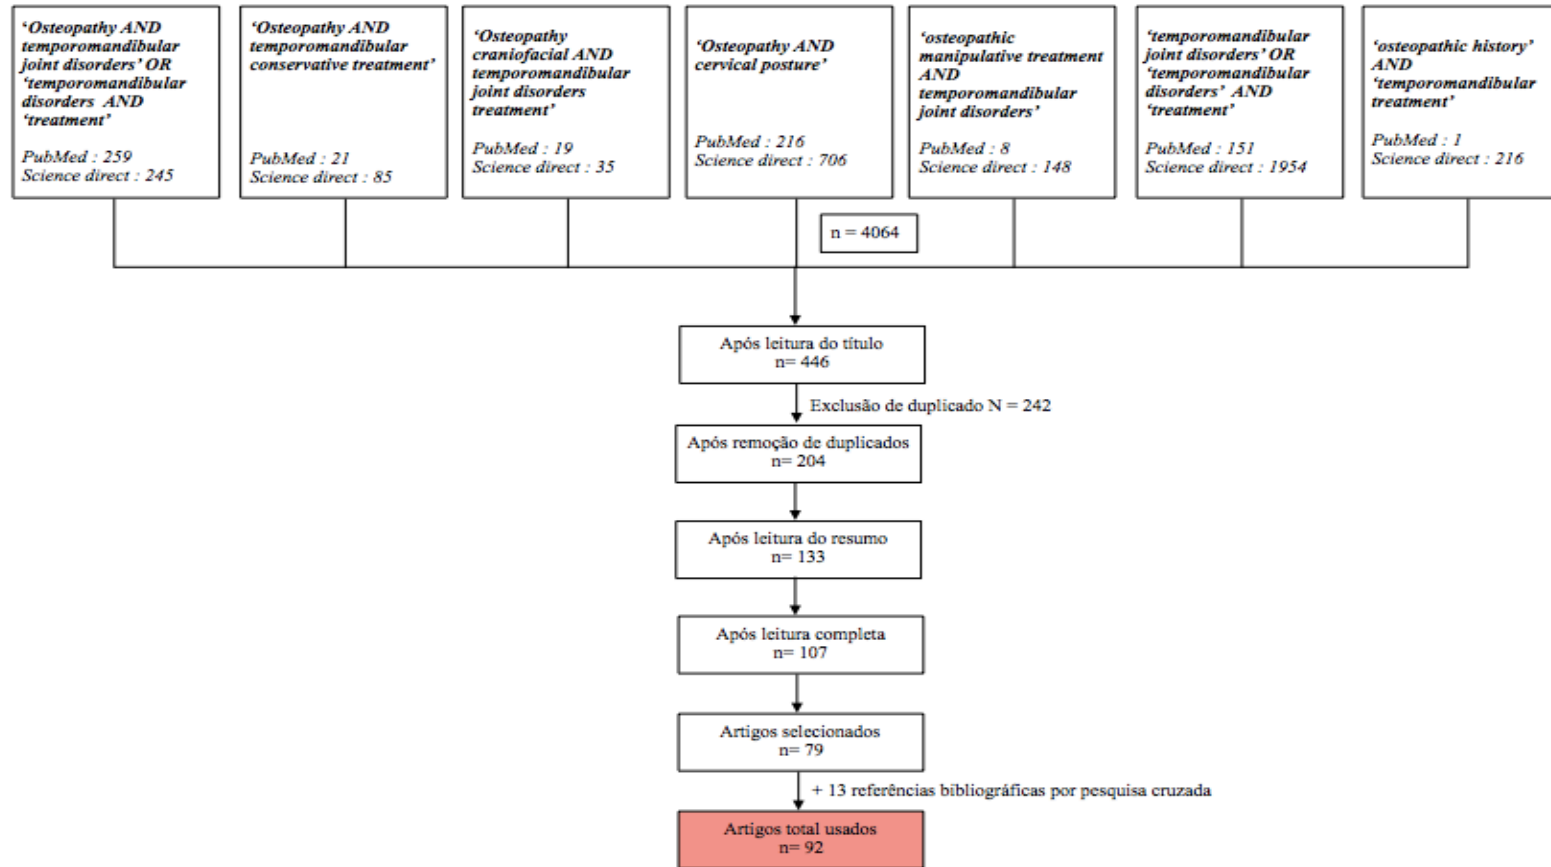 ‘Osteopathy AND
temporomandibular
joint disorders’ OR
‘temporomandibular
disorders AND
‘treatment’
PubMed : 259
Science direct : 245
‘Osteopathy AND
temporomandibular
conservative treatment’
PubMed : 21
Science direct : 85
‘Osteopathy
craniofacial AND
temporomandibular
joint disorders
treatment’
PubMed : 19
Science direct : 35
‘Osteopathy AND
cervical posture’
PubMed : 216
Science direct : 706
‘osteopathic
manipulative treatment
AND
temporomandibular
joint disorders’
PubMed : 8
Science direct : 148
‘temporomandibular
joint disorders’ OR
‘temporomandibular
disorders’ AND
‘treatment’
PubMed : 151
Science direct : 1954
‘osteopathic history’
AND
‘temporomandibular
treatment’
PubMed : 1
Science direct : 216
n = 4064
Após leitura do título
n= 446
Exclusão de duplicado N = 242
Após remoção de duplicados
n= 204
Após leitura do resumo
n= 133
Após leitura completa
n= 107
Artigos selecionados
n= 79
+ 13 referências bibliográficas por pesquisa cruzada
Artigos total usados
n= 92